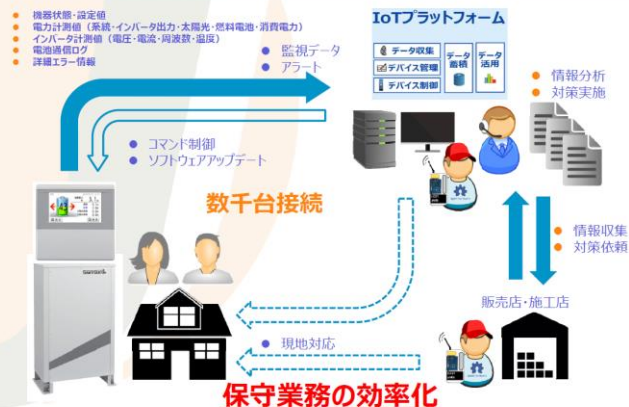 機器状態・設定値
電力計測値（系統・インバータ出力・太陽光・燃料電池・消費電力）
インバータ計測値（電圧・電流・周波数・温度）
電池通信ログ
詳細エラー情報
監視データ
アラート
IoTプラットフォーム
データ収集
デバイス管理
デバイス制御
データ
蓄積
データ
活用
情報分析
対策実施
コマンド制御
ソフトウェアアップデート
数千台接続
情報収集
対策依頼
販売店・施工店
現地対応
保守業務の効率化